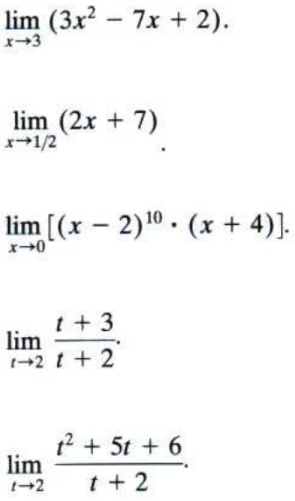 lim x→3 (3x² − 7x + 2).
lim x→1/2 (2x + 7).
lim x→0 [(x − 2)¹⁰ · (x + 4)].
lim t→2 (t + 3)/(t + 2).
lim t→2 (t² + 5t + 6)/(t + 2).